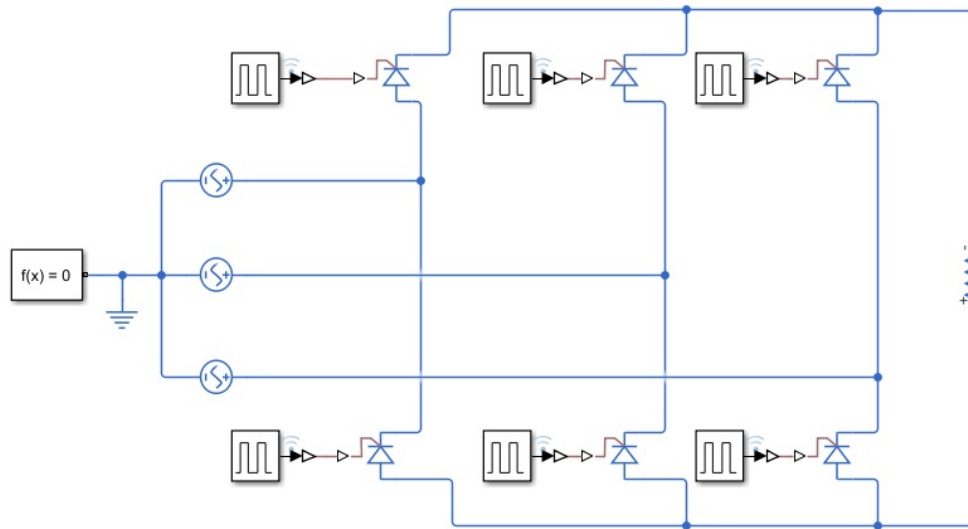 f(x) = 0